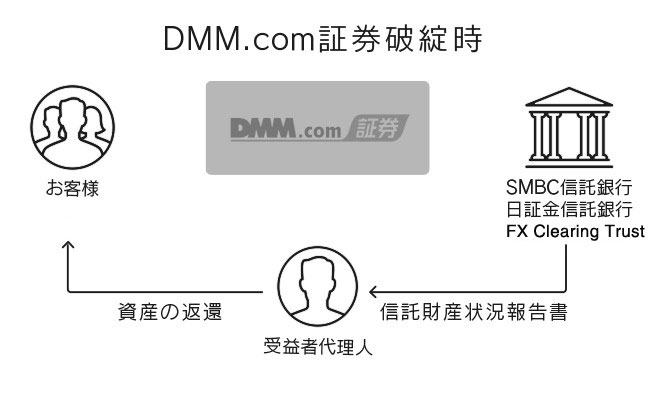 DMM.com証券破綻時
DMM.com 証券
お客様
SMBC信託銀行
日証金信託銀行
FX Clearing Trust
資産の返還
信託財産状況報告書
受益者代理人